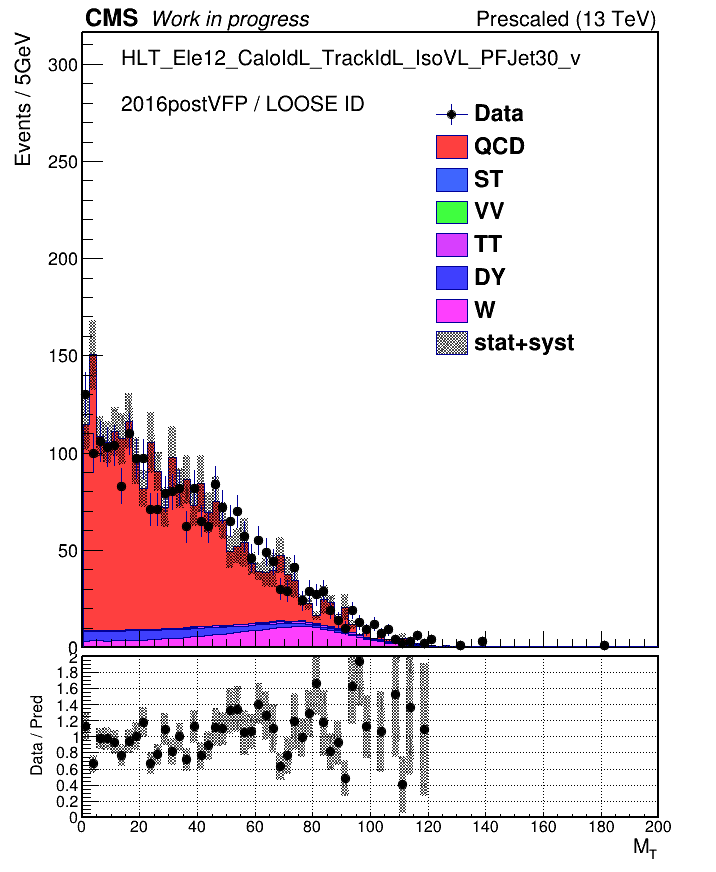 CMS Work in progress Prescaled (13 TeV)
Events / 5GeV
HLT_Ele12_CaloIdL_TrackIdL_IsoVL_PFJet30_v
2016postVFP / LOOSE ID
Data
QCD
ST
VV
TT
DY
W
stat+syst
300
250
200
150
100
50
0
Data / Pred
2
1.8
1.6
1.4
1.2
1
0.8
0.6
0.4
0.2
0
0 20 40 60 80 100 120 140 160 180 200
M_T